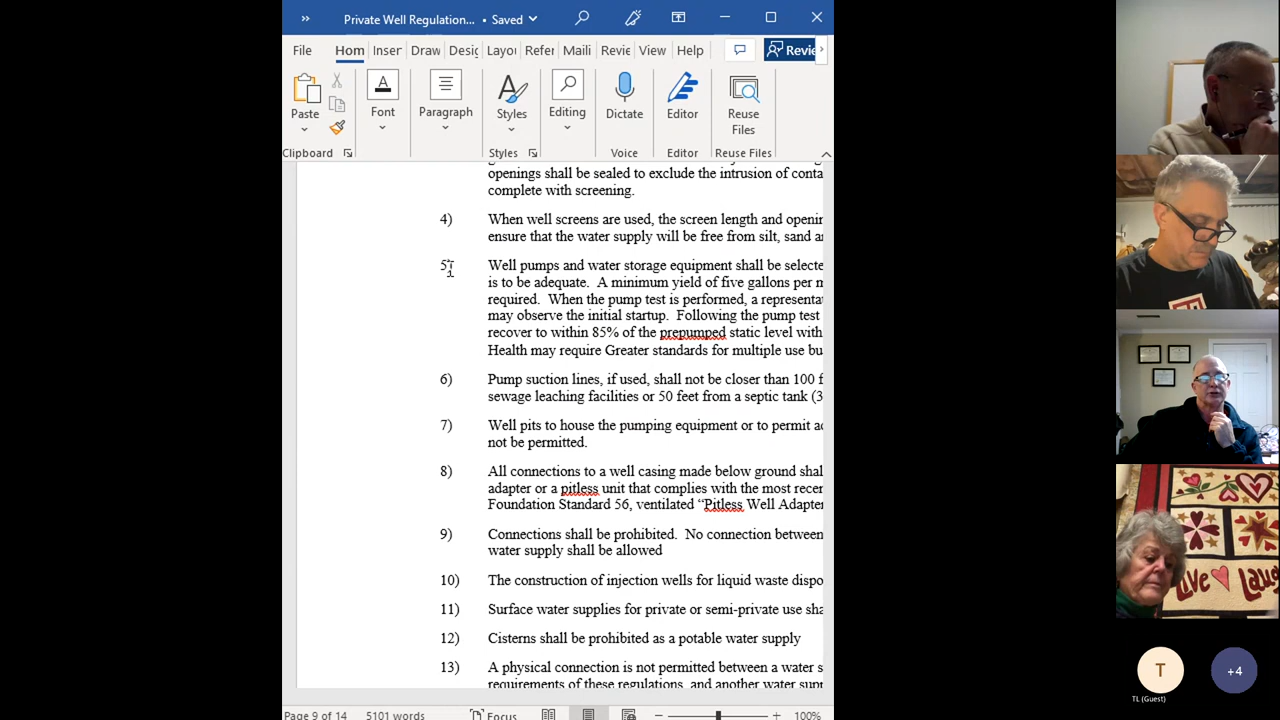 » Private Well Regulation... • Saved
File Hom Inser Draw Desig Layou Refer Maili Revie View Help Revie
Paste Font Paragraph Styles Editing Dictate Editor Reuse Files
Clipboard Styles Voice Editor Reuse Files
openings shall be sealed to exclude the intrusion of conta
complete with screening.
4) When well screens are used, the screen length and openin
ensure that the water supply will be free from silt, sand a
5) Well pumps and water storage equipment shall be selecte
is to be adequate. A minimum yield of five gallons per m
required. When the pump test is performed, a representat
may observe the initial startup. Following the pump test
recover to within 85% of the prepumped static level with
Health may require Greater standards for multiple use bu
6) Pump suction lines, if used, shall not be closer than 100 f
sewage leaching facilities or 50 feet from a septic tank (3
7) Well pits to house the pumping equipment or to permit ac
not be permitted.
8) All connections to a well casing made below ground shal
adapter or a pitless unit that complies with the most recen
Foundation Standard 56, ventilated “Pitless Well Adapter
9) Connections shall be prohibited. No connection between
water supply shall be allowed
10) The construction of injection wells for liquid waste dispo
11) Surface water supplies for private or semi-private use sha
12) Cisterns shall be prohibited as a potable water supply
13) A physical connection is not permitted between a water s
requirements of these regulations, and another water supp
Page 9 of 14 5101 words Focus 100%
Live Laug
T
+4
TL (Guest)